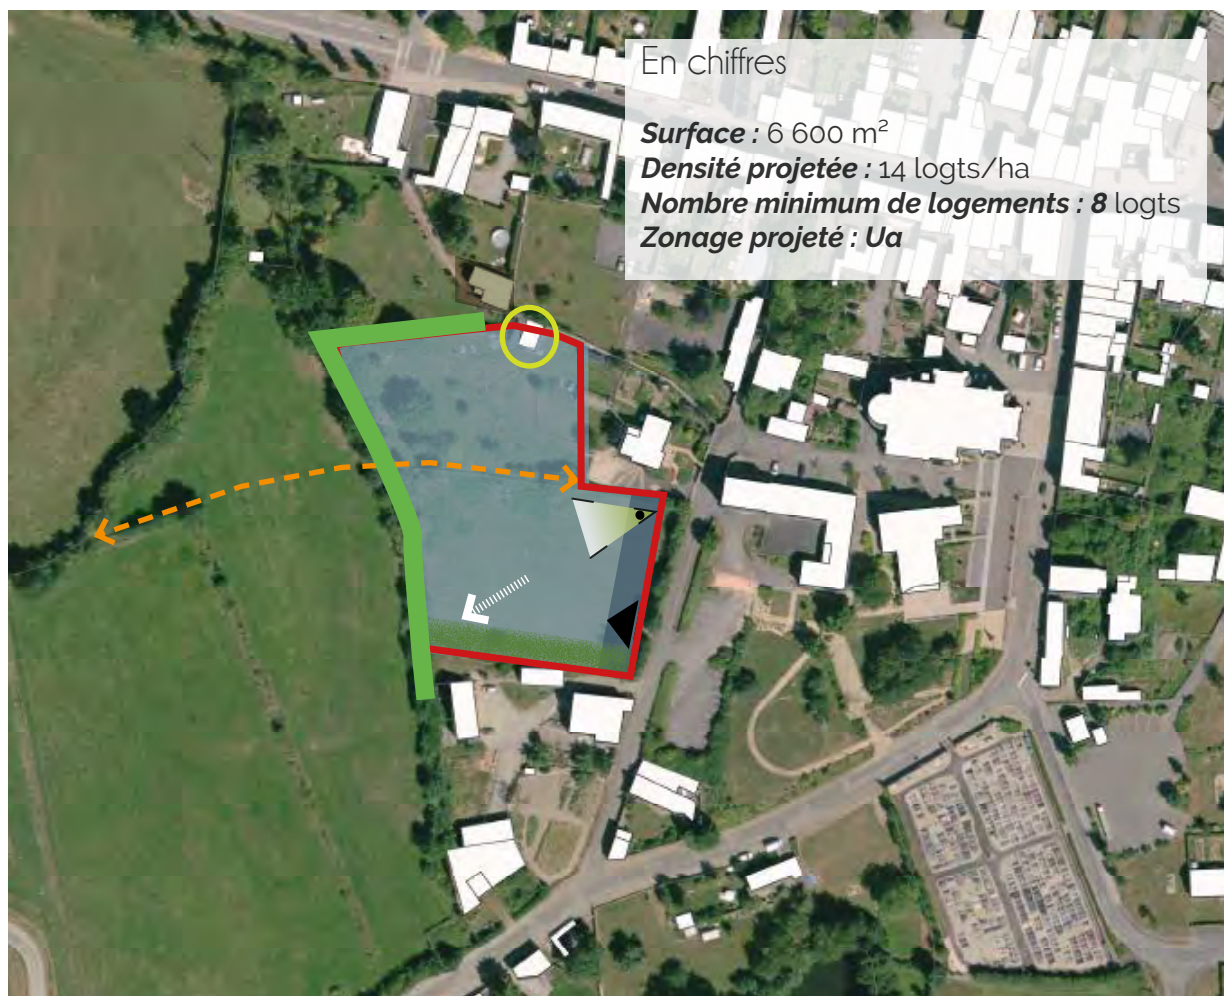 En chiffres
Surface : 6 600 m²
Densité projetée : 14 logts/ha
Nombre minimum de logements : 8 logts
Zonage projeté : Ua